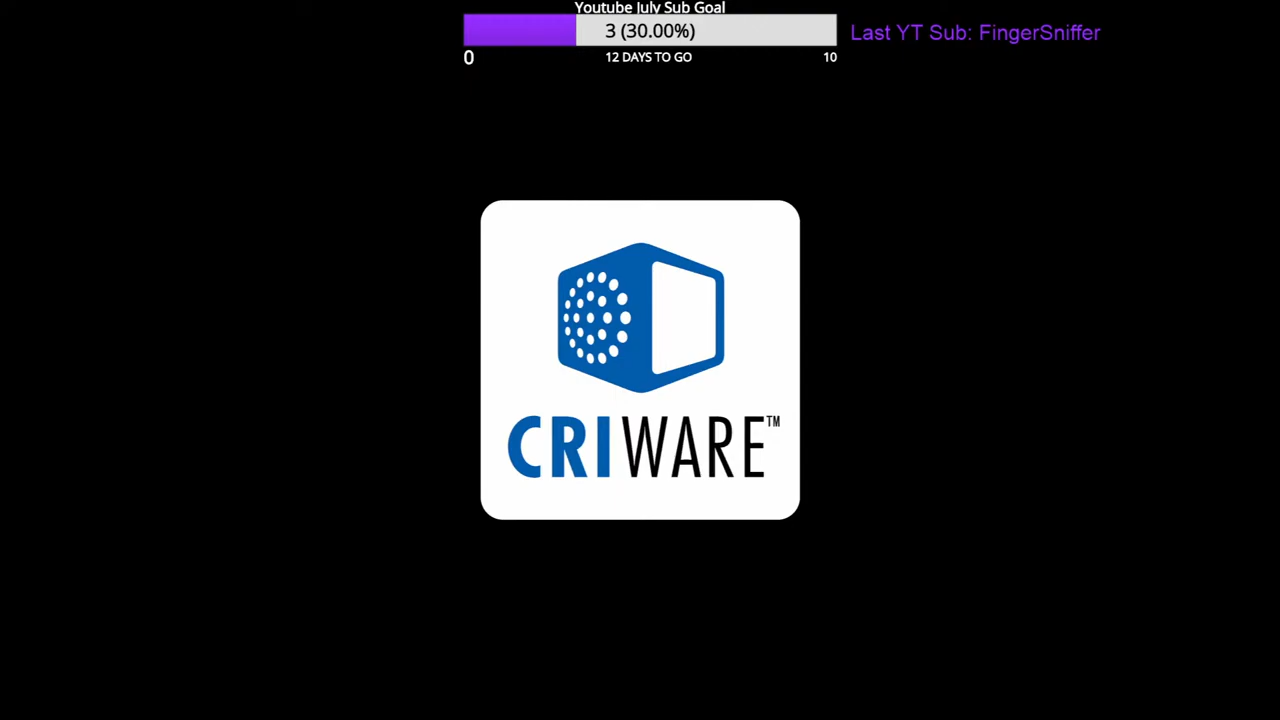 Youtube July Sub Goal
3 (30.00%)
Last YT Sub: FingerSniffer
0
12 DAYS TO GO
10
CRIWARE™